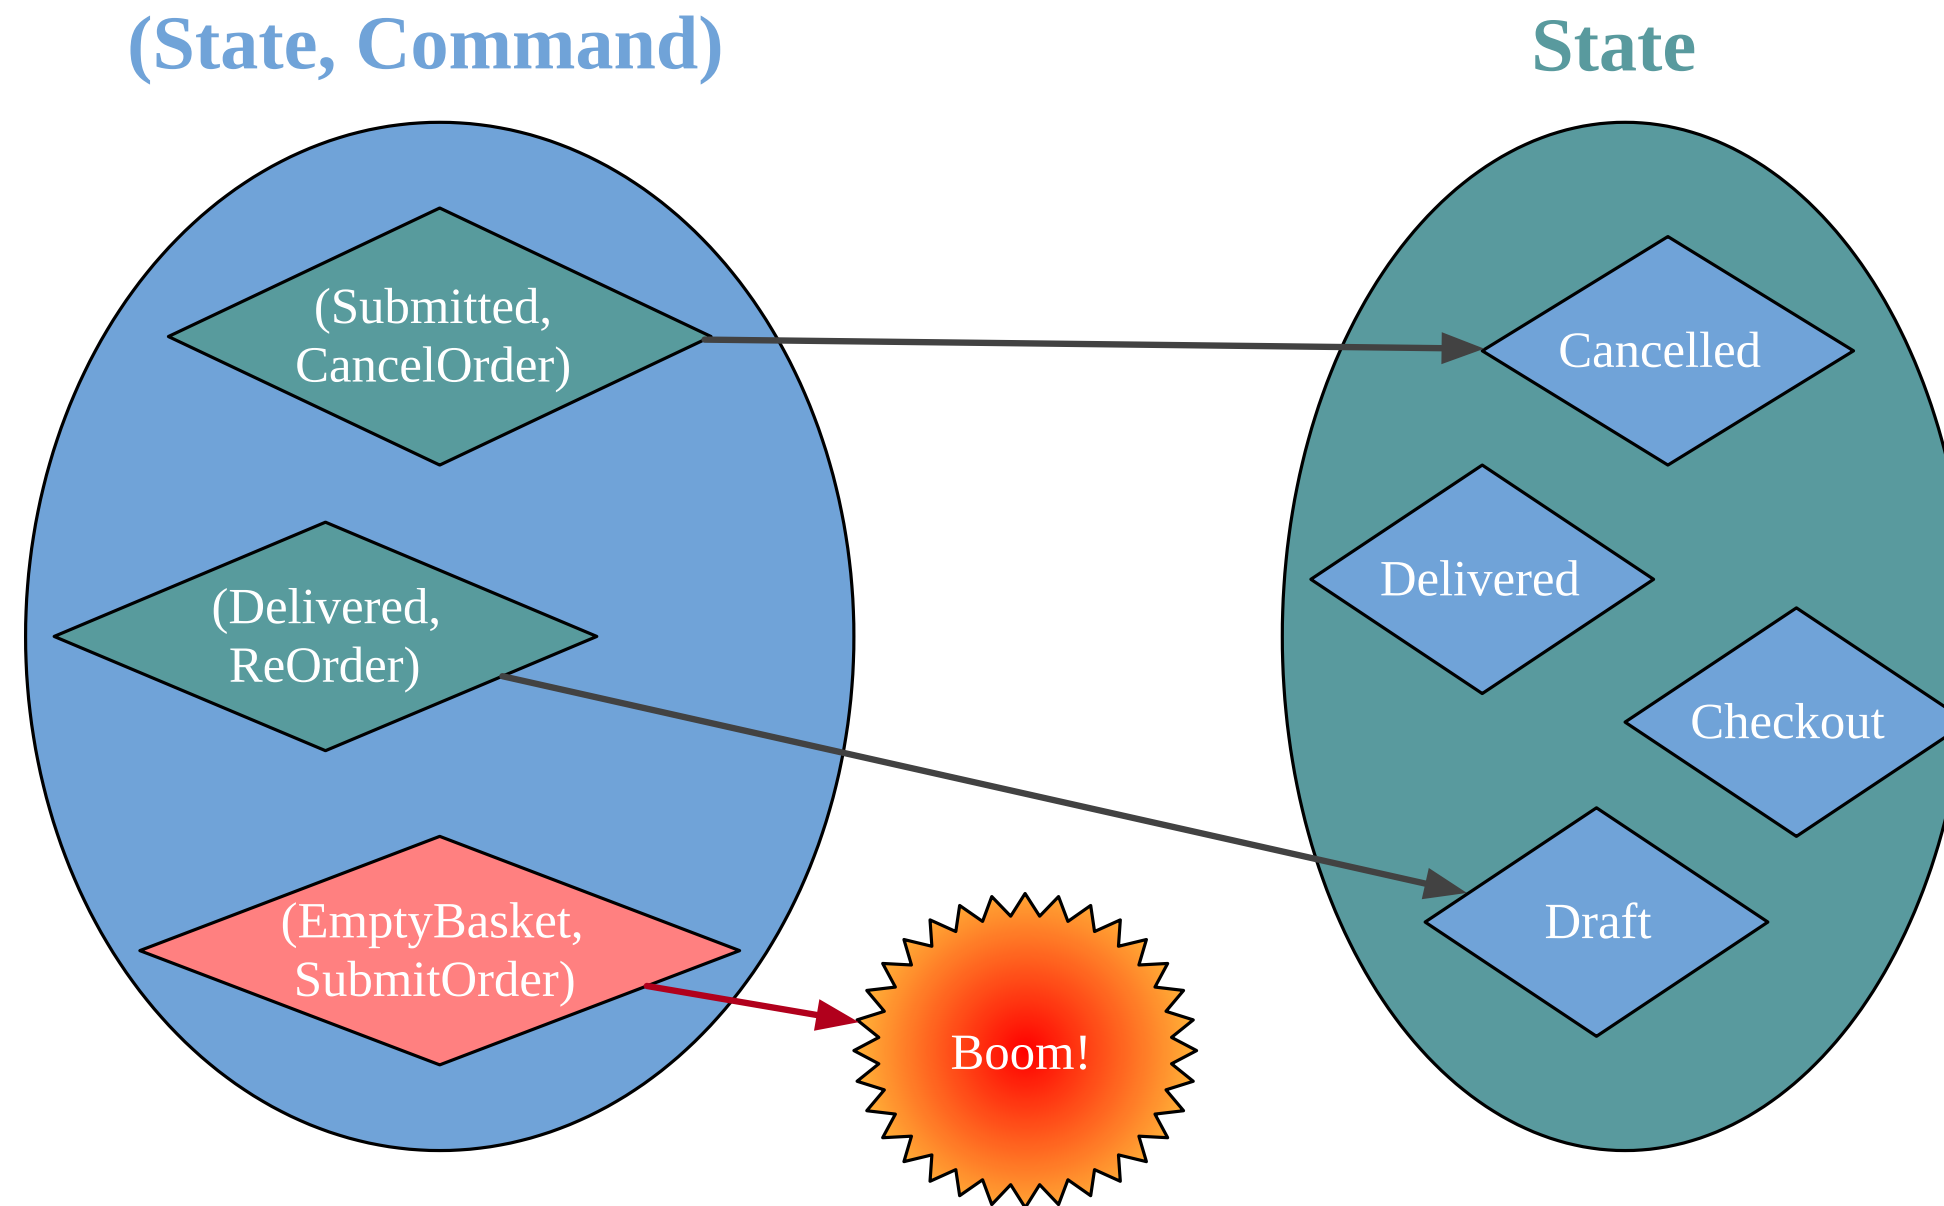 (State, Command)
State
(Submitted,
CancelOrder)
Cancelled
(Delivered,
ReOrder)
Delivered
Checkout
(EmptyBasket,
SubmitOrder)
Draft
Boom!